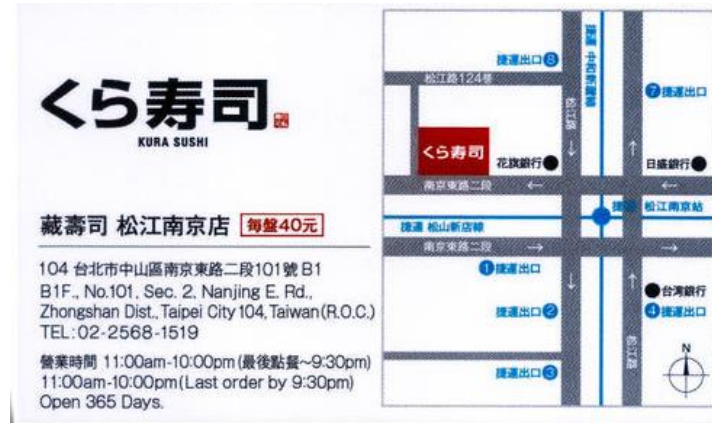 くら寿司
KURA SUSHI
藏壽司 松江南京店 每盤40元
104 台北市中山區南京東路二段101號 B1
B1F., No.101, Sec. 2, Nanjing E. Rd.,
Zhongshan Dist., Taipei City 104, Taiwan (R.O.C.)
TEL:02-2568-1519
營業時間 11:00am-10:00pm (最後點餐～9:30pm)
11:00am-10:00pm (Last order by 9:30pm)
Open 365 Days.
捷運出口8
捷運 中和新蘆線
松江路124巷
7捷運出口
松江路
くら寿司
花旗銀行
日盛銀行
南京東路二段
捷運 松江南京站
捷運 松山新店線
南京東路二段
1捷運出口
台湾銀行
捷運出口2
4捷運出口
松江路
捷運出口3
N